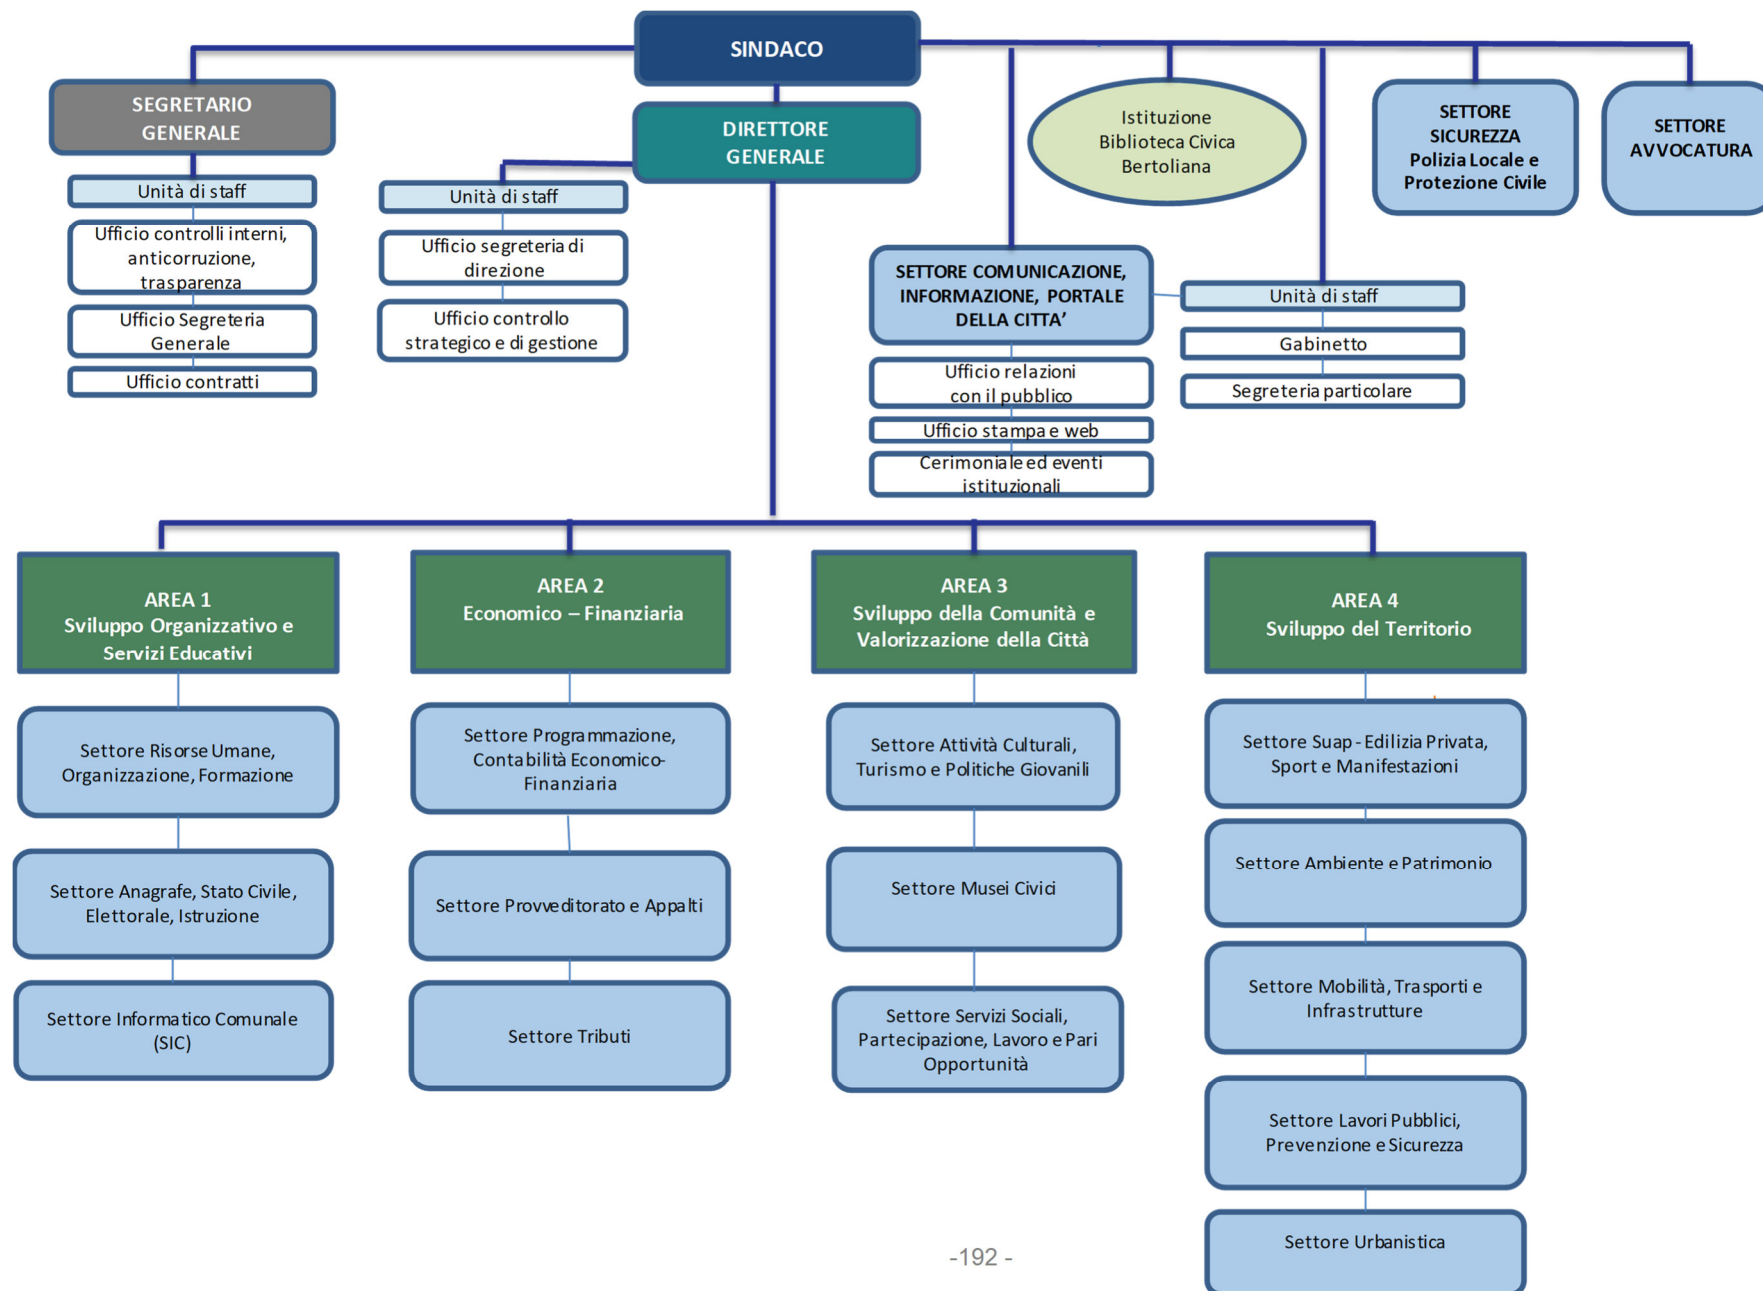 SINDACO
SEGRETARIO
GENERALE
DIRETTORE
GENERALE
Istituzione
Biblioteca Civica
Bertoliana
SETTORE
SICUREZZA
Polizia Locale e
Protezione Civile
SETTORE
AVVOCATURA
Unità di staff
Ufficio controlli interni,
anticorruzione,
trasparenza
Ufficio Segreteria
Generale
Ufficio contratti
Unità di staff
Ufficio segreteria di
direzione
Ufficio controllo
strategico e di gestione
SETTORE COMUNICAZIONE,
INFORMAZIONE, PORTALE
DELLA CITTA’
Ufficio relazioni
con il pubblico
Ufficio stampa e web
Cerimoniale ed eventi
istituzionali
Unità di staff
Gabinetto
Segreteria particolare
AREA 1
Sviluppo Organizzativo e
Servizi Educativi
Settore Risorse Umane,
Organizzazione, Formazione
Settore Anagrafe, Stato Civile,
Elettorale, Istruzione
Settore Informatico Comunale
(SIC)
AREA 2
Economico – Finanziaria
Settore Programmazione,
Contabilità Economico-
Finanziaria
Settore Provveditorato e Appalti
Settore Tributi
AREA 3
Sviluppo della Comunità e
Valorizzazione della Città
Settore Attività Culturali,
Turismo e Politiche Giovanili
Settore Musei Civici
Settore Servizi Sociali,
Partecipazione, Lavoro e Pari
Opportunità
AREA 4
Sviluppo del Territorio
Settore Suap - Edilizia Privata,
Sport e Manifestazioni
Settore Ambiente e Patrimonio
Settore Mobilità, Trasporti e
Infrastrutture
Settore Lavori Pubblici,
Prevenzione e Sicurezza
Settore Urbanistica
-192 -